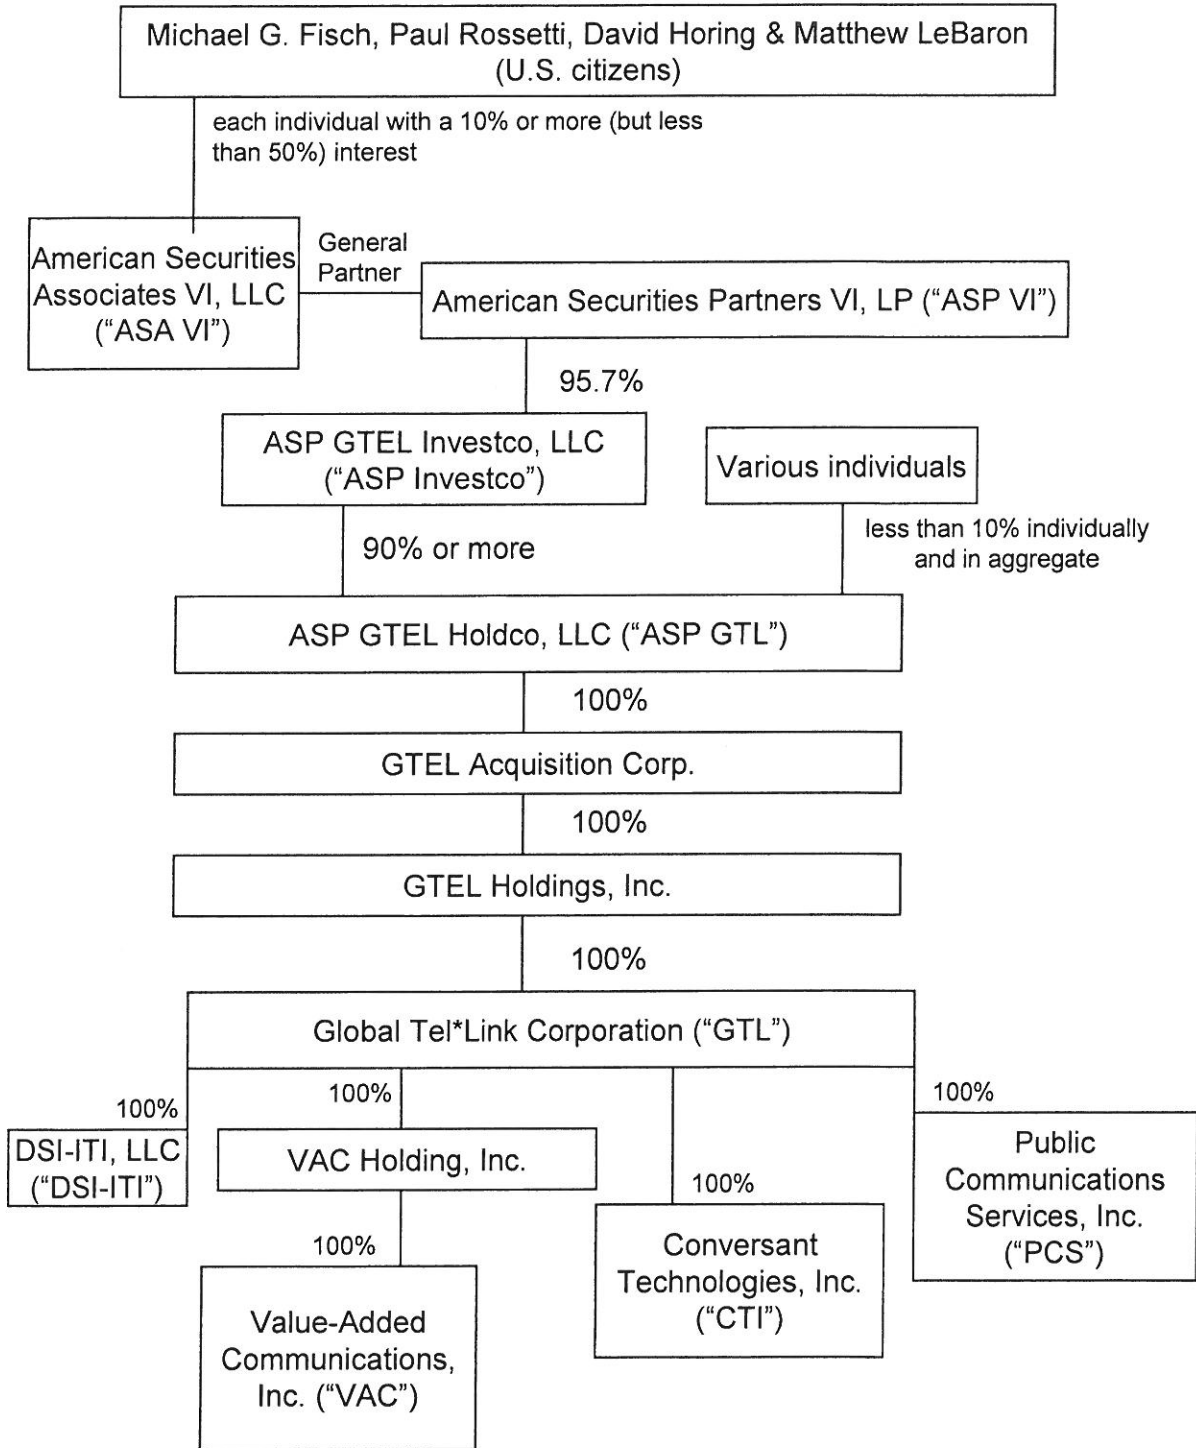 Michael G. Fisch, Paul Rossetti, David Horing & Matthew LeBaron
(U.S. citizens)
each individual with a 10% or more (but less
than 50%) interest
American Securities
Associates VI, LLC
(“ASA VI”)
General
Partner
American Securities Partners VI, LP (“ASP VI”)
95.7%
ASP GTEL Investco, LLC
(“ASP Investco”)
Various individuals
90% or more
less than 10% individually
and in aggregate
ASP GTEL Holdco, LLC (“ASP GTL”)
100%
GTEL Acquisition Corp.
100%
GTEL Holdings, Inc.
100%
Global Tel*Link Corporation (“GTL”)
100%
DSI-ITI, LLC
(“DSI-ITI”)
100%
VAC Holding, Inc.
100%
Value-Added
Communications,
Inc. (“VAC”)
100%
Conversant
Technologies, Inc.
(“CTI”)
100%
Public
Communications
Services, Inc.
(“PCS”)